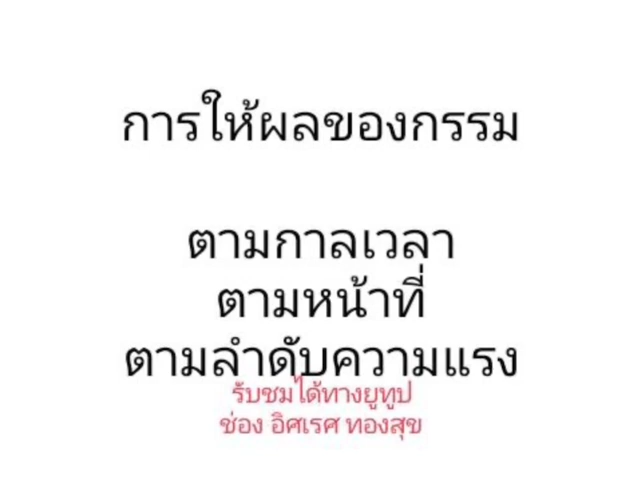 การให้ผลของกรรม
ตามกาลเวลา
ตามหน้าที่
ตามลำดับความแรง
รับชมได้ทางยูทูป
ช่อง อิศเรศ ทองสุข